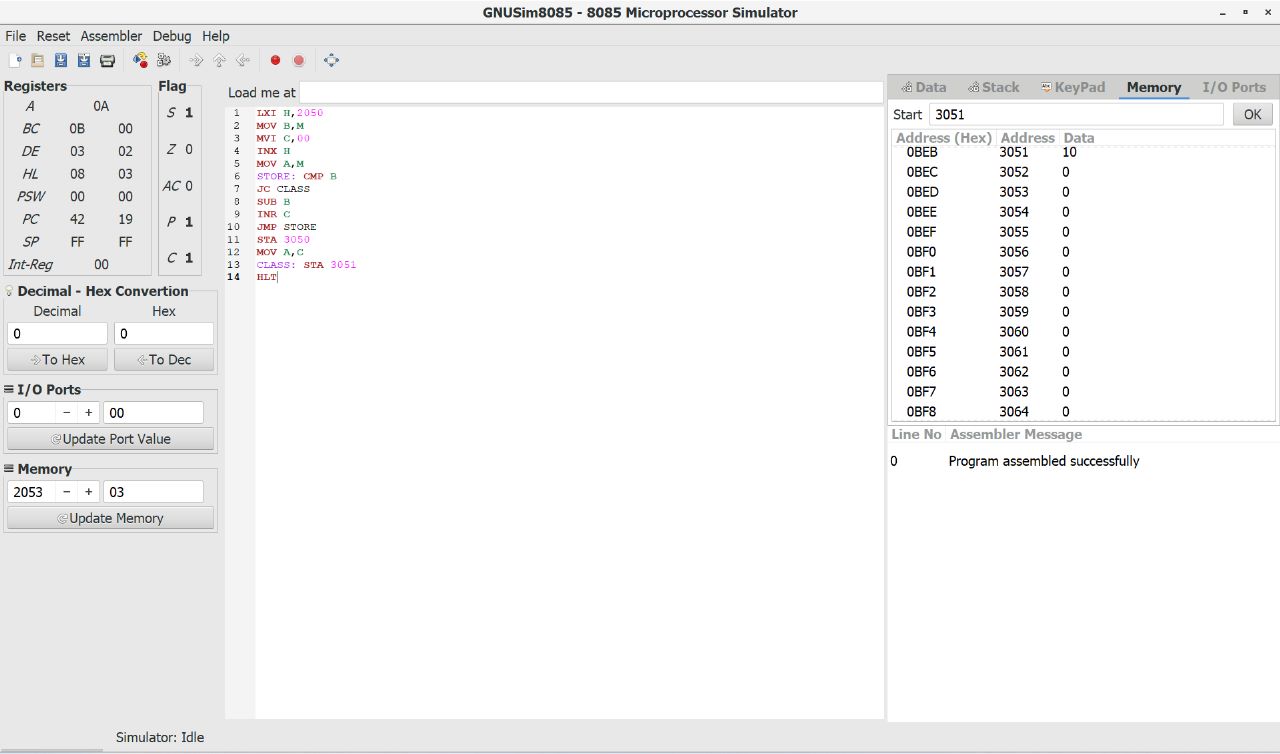 GNUSim8085 - 8085 Microprocessor Simulator
File Reset Assembler Debug Help
Registers
A 0A
BC 0B 00
DE 03 02
HL 08 03
PSW 00 00
PC 42 19
SP FF FF
Int-Reg 00
Flag
S 1
Z 0
AC 0
P 1
C 1
Decimal - Hex Convertion
Decimal Hex
0 0
To Hex To Dec
I/O Ports
0 − + 00
Update Port Value
Memory
2053 − + 03
Update Memory
Load me at
1 LXI H,2050
2 MOV B,M
3 MVI C,00
4 INX H
5 MOV A,M
6 STORE: CMP B
7 JC CLASS
8 SUB B
9 INR C
10 JMP STORE
11 STA 3050
12 MOV A,C
13 CLASS: STA 3051
14 HLT
Data Stack KeyPad Memory I/O Ports
Start 3051 OK
Address (Hex) Address Data
0BEB 3051 10
0BEC 3052 0
0BED 3053 0
0BEE 3054 0
0BEF 3055 0
0BF0 3056 0
0BF1 3057 0
0BF2 3058 0
0BF3 3059 0
0BF4 3060 0
0BF5 3061 0
0BF6 3062 0
0BF7 3063 0
0BF8 3064 0
Line No Assembler Message
0 Program assembled successfully
Simulator: Idle